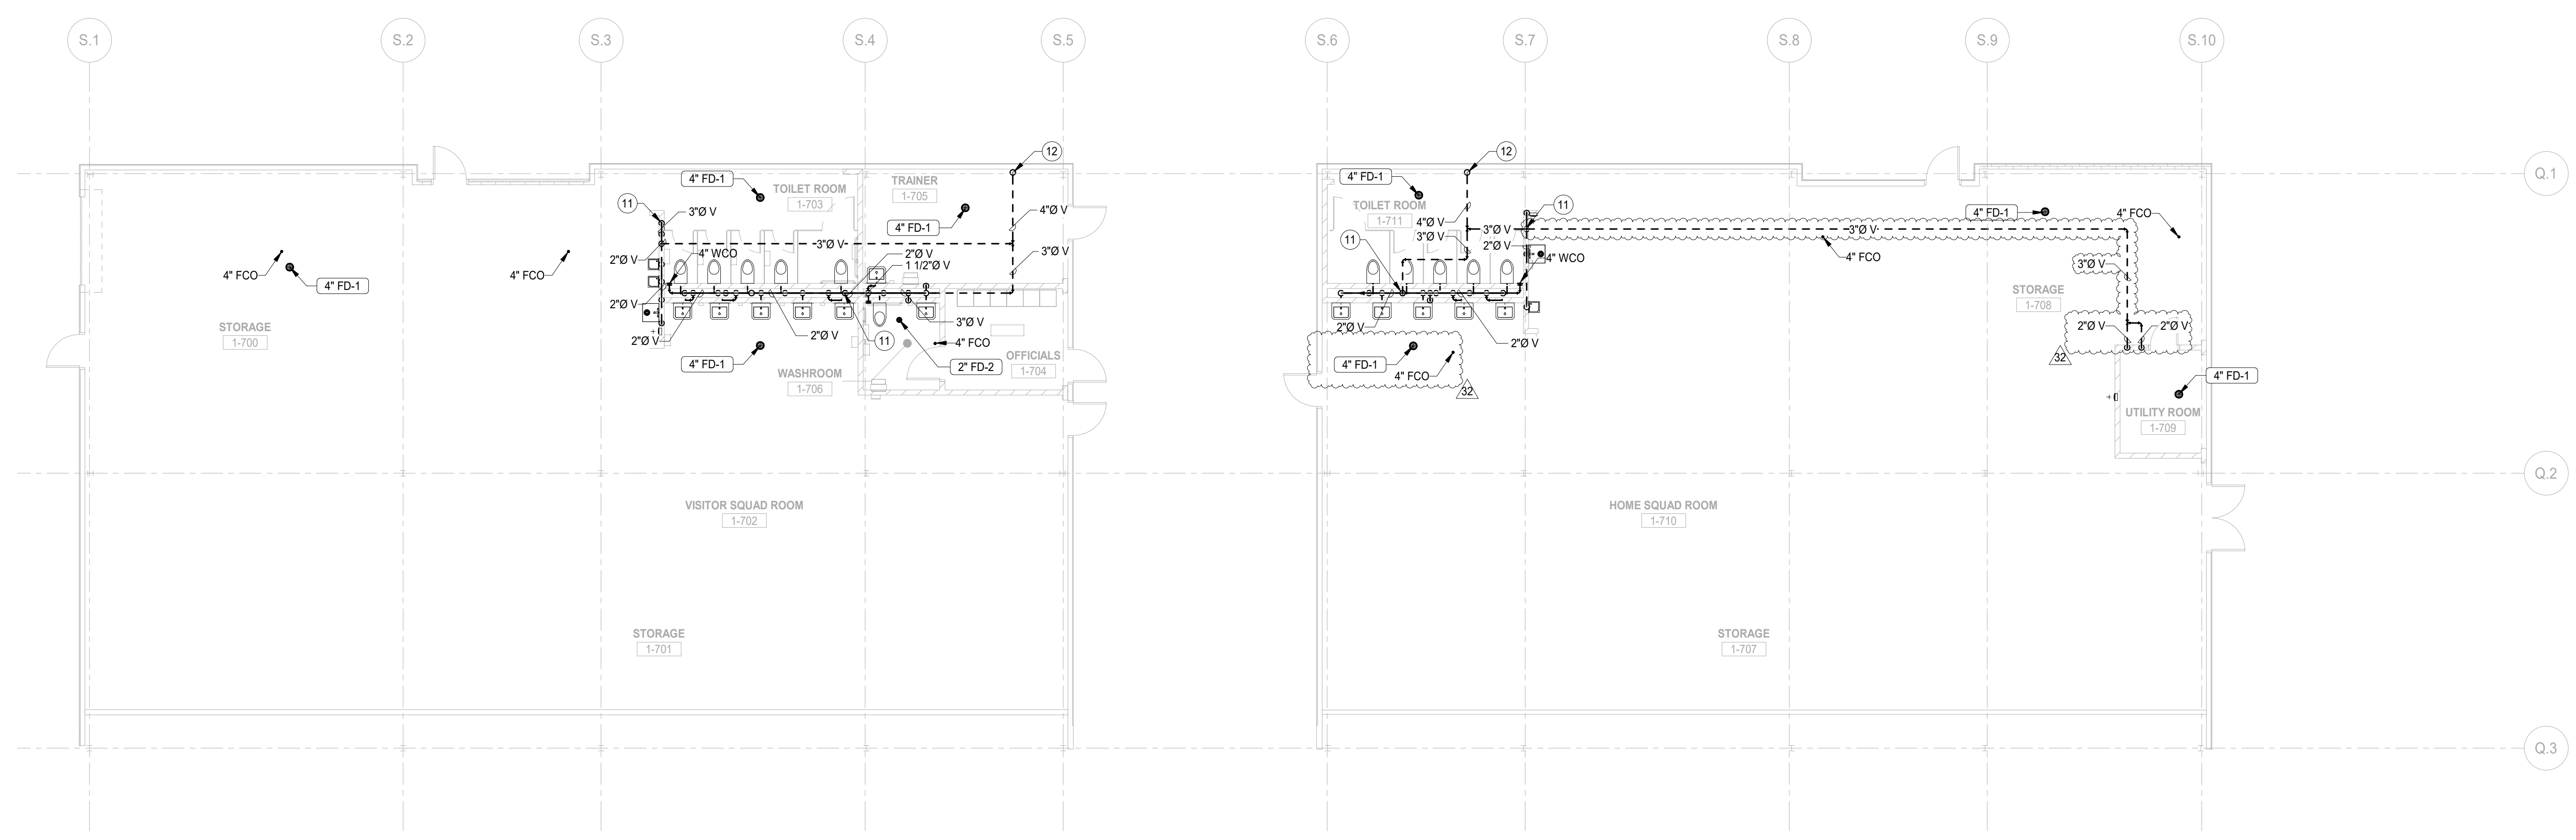 S.1
S.2
S.3
S.4
S.5
S.6
S.7
S.8
S.9
S.10
Q.1
Q.2
Q.3
12
4" FD-1
TOILET ROOM
1-703
TRAINER
1-705
11
3"Ø V
4" FD-1
4"Ø V
3"Ø V
2"Ø V
4" WCO
2"Ø V
1 1/2"Ø V
3"Ø V
4" FCO
4" FD-1
4" FCO
2"Ø V
STORAGE
1-700
2"Ø V
2"Ø V
3"Ø V
11
4" FCO
4" FD-1
2" FD-2
OFFICIALS
1-704
WASHROOM
1-706
VISITOR SQUAD ROOM
1-702
STORAGE
1-701
12
4" FD-1
TOILET ROOM
1-711
4"Ø V
3"Ø V
11
11
3"Ø V
2"Ø V
4" WCO
3"Ø V
4" FCO
4" FD-1
4" FCO
3"Ø V
STORAGE
1-708
2"Ø V
2"Ø V
32
2"Ø V
2"Ø V
4" FD-1
4" FCO
32
4" FD-1
UTILITY ROOM
1-709
HOME SQUAD ROOM
1-710
STORAGE
1-707